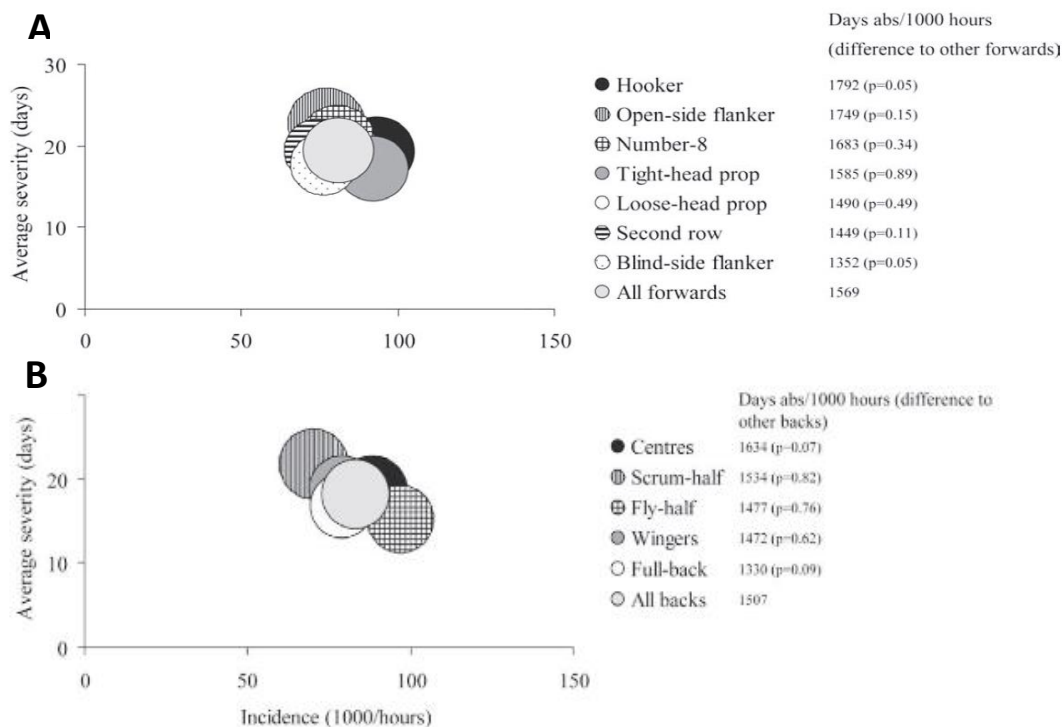 A
Days abs/1000 hours
(difference to other forwards)
30
20
10
0
Average severity (days)
Hooker 1792 (p=0.05)
Open-side flanker 1749 (p=0.15)
Number-8 1683 (p=0.34)
Tight-head prop 1585 (p=0.89)
Loose-head prop 1490 (p=0.49)
Second row 1449 (p=0.11)
Blind-side flanker 1352 (p=0.05)
All forwards 1569
0 50 100 150
B
Days abs/1000 hours (difference to
other backs)
20
10
0
Average severity (days)
Centres 1634 (p=0.07)
Scrum-half 1534 (p=0.82)
Fly-half 1477 (p=0.76)
Wingers 1472 (p=0.62)
Full-back 1330 (p=0.09)
All backs 1507
0 50 100 150
Incidence (1000/hours)